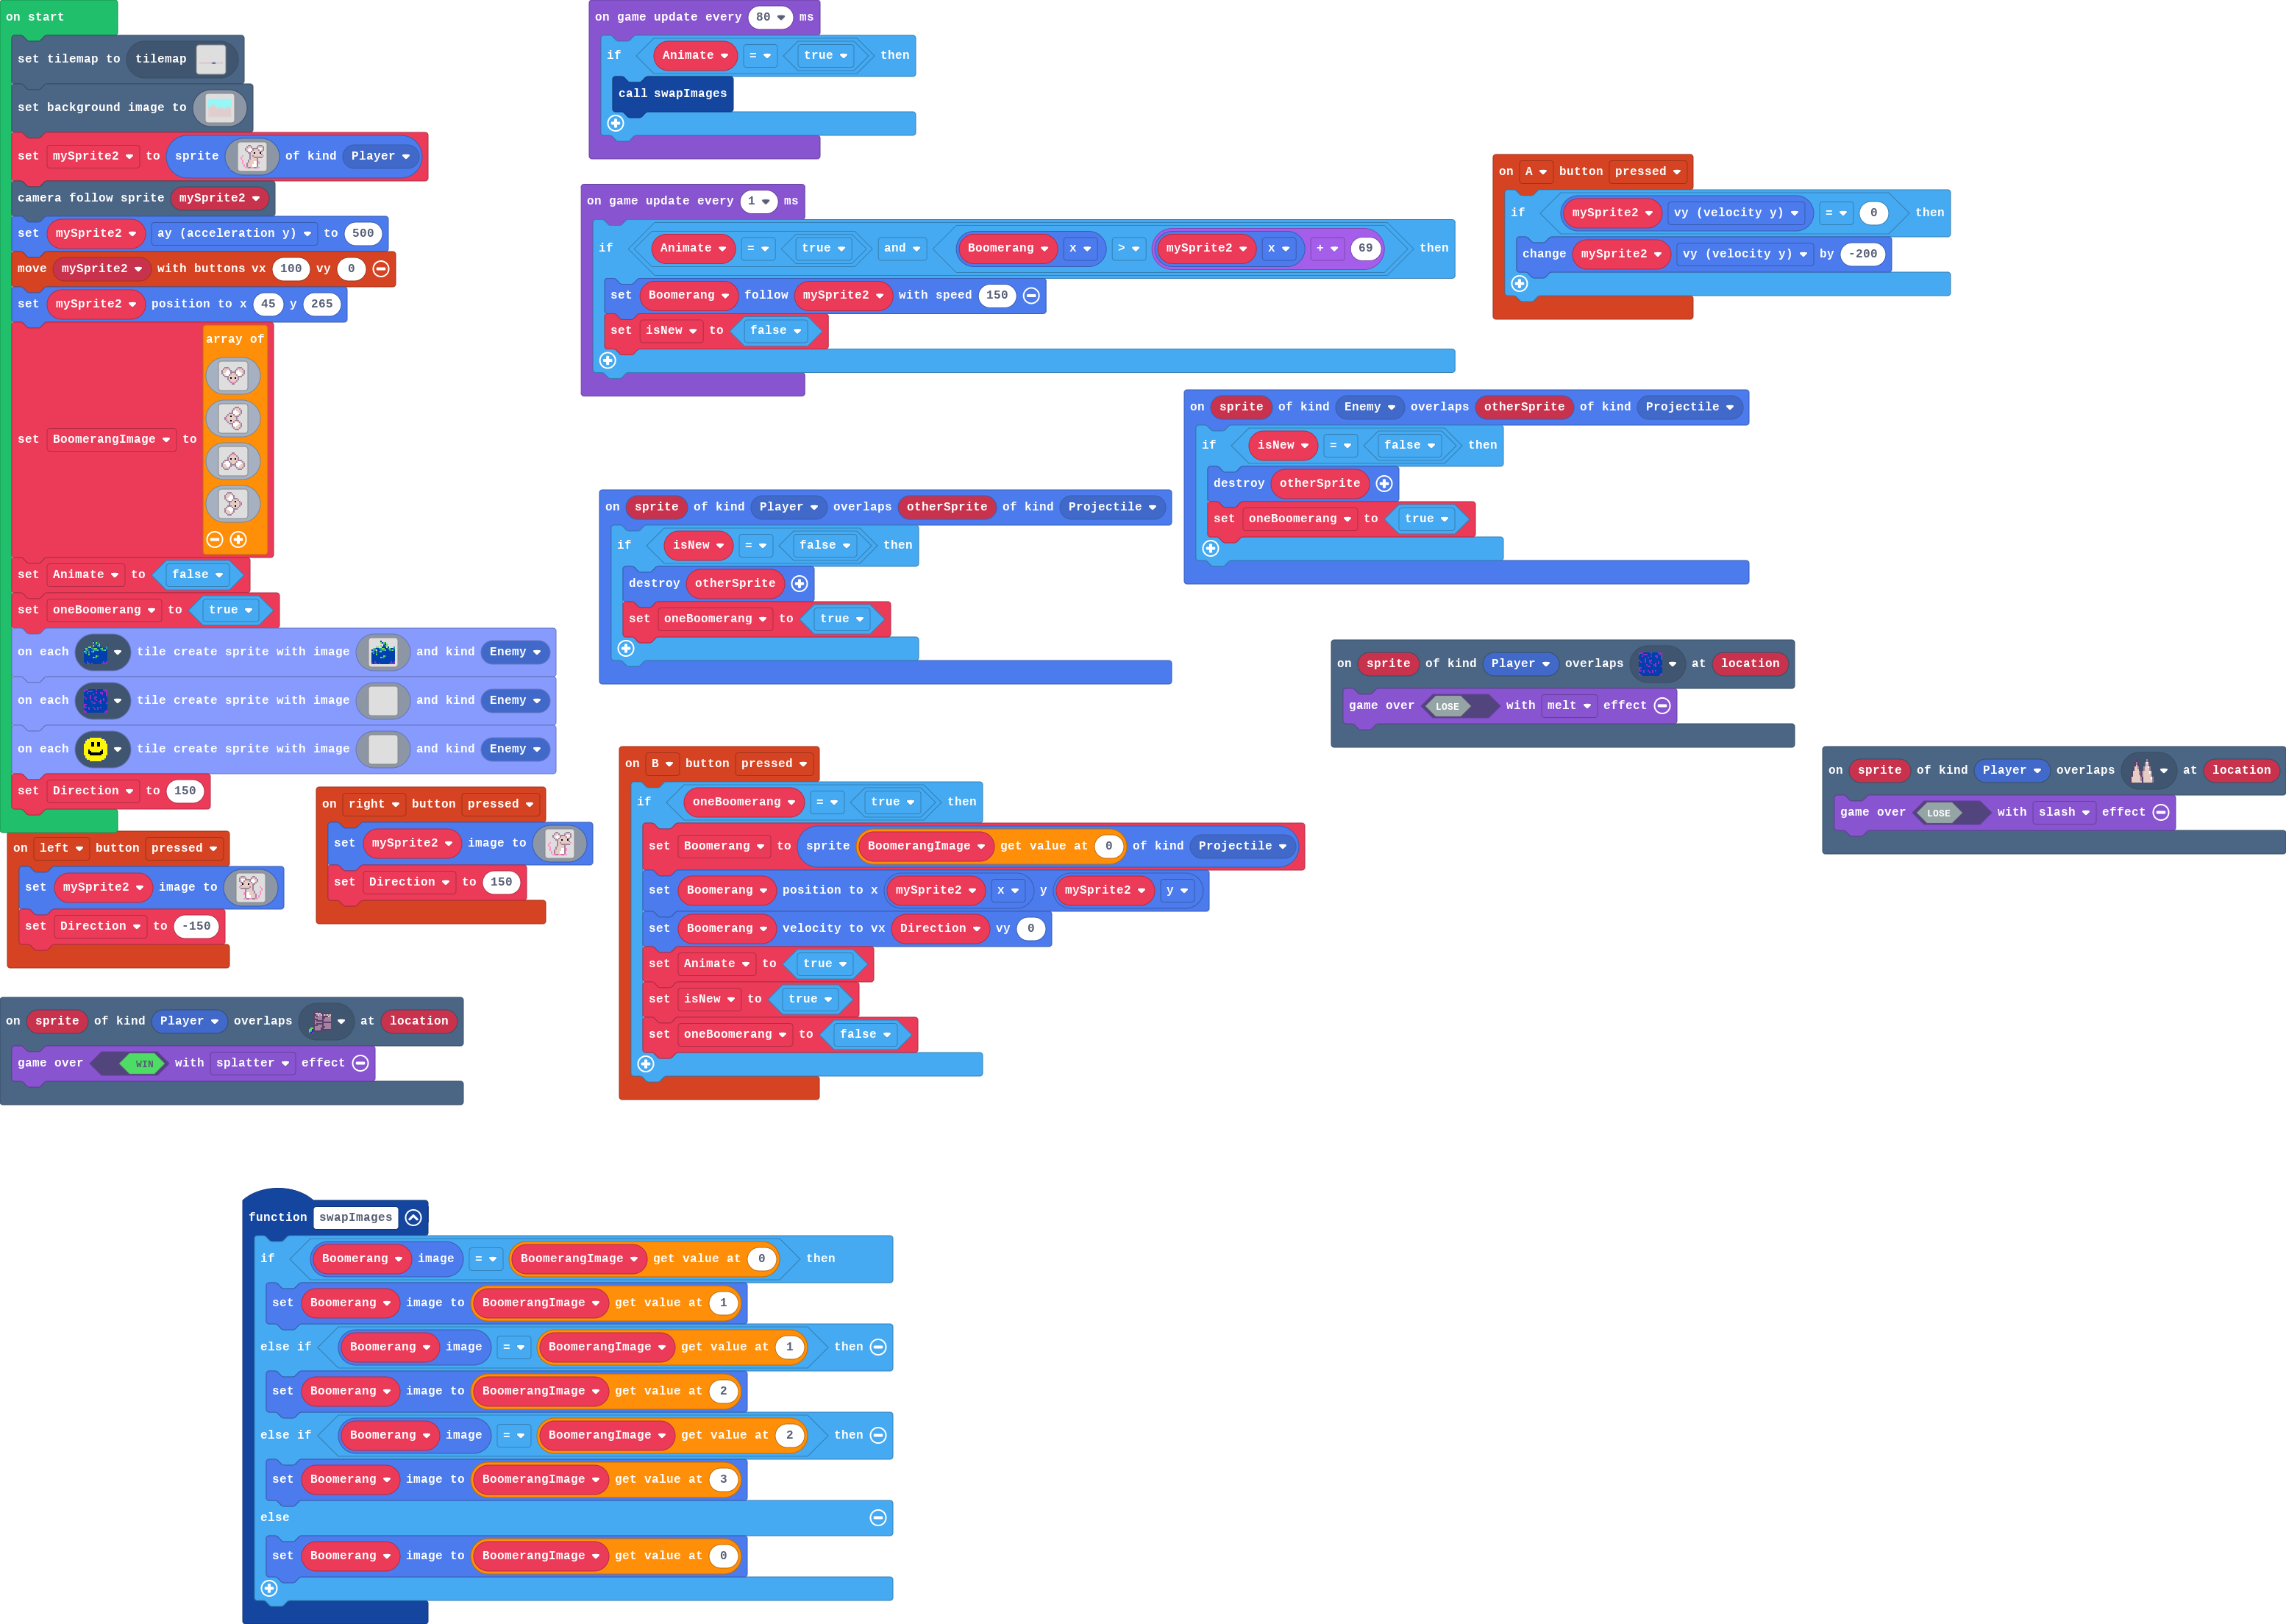 on start
set tilemap to tilemap
set background image to
set mySprite2 to sprite of kind Player
camera follow sprite mySprite2
set mySprite2 ay (acceleration y) to 500
move mySprite2 with buttons vx 100 vy 0
set mySprite2 position to x 45 y 265
set BoomerangImage to array of
set Animate to false
set oneBoomerang to true
on each tile create sprite with image and kind Enemy
on each tile create sprite with image and kind Enemy
on each tile create sprite with image and kind Enemy
set Direction to 150
on left button pressed
set mySprite2 image to
set Direction to -150
on right button pressed
set mySprite2 image to
set Direction to 150
on sprite of kind Player overlaps at location
game over WIN with splatter effect
on game update every 80 ms
if Animate = true then
call swapImages
on game update every 1 ms
if Animate = true and Boomerang x > mySprite2 x + 69 then
set Boomerang follow mySprite2 with speed 150
set isNew to false
on A button pressed
if mySprite2 vy (velocity y) = 0 then
change mySprite2 vy (velocity y) by -200
on sprite of kind Enemy overlaps otherSprite of kind Projectile
if isNew = false then
destroy otherSprite
set oneBoomerang to true
on sprite of kind Player overlaps otherSprite of kind Projectile
if isNew = false then
destroy otherSprite
set oneBoomerang to true
on sprite of kind Player overlaps at location
game over LOSE with melt effect
on sprite of kind Player overlaps at location
game over LOSE with slash effect
on B button pressed
if oneBoomerang = true then
set Boomerang to sprite BoomerangImage get value at 0 of kind Projectile
set Boomerang position to x mySprite2 x y mySprite2 y
set Boomerang velocity to vx Direction vy 0
set Animate to true
set isNew to true
set oneBoomerang to false
function swapImages
if Boomerang image = BoomerangImage get value at 0 then
set Boomerang image to BoomerangImage get value at 1
else if Boomerang image = BoomerangImage get value at 1 then
set Boomerang image to BoomerangImage get value at 2
else if Boomerang image = BoomerangImage get value at 2 then
set Boomerang image to BoomerangImage get value at 3
else
set Boomerang image to BoomerangImage get value at 0